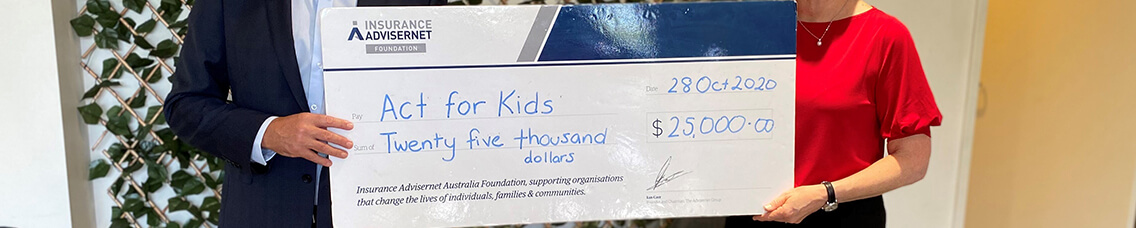 INSURANCE
ADVISERNET
FOUNDATION
Date 28 Oct 2020
Pay Act for Kids
$25,000.00
Sum of Twenty five thousand
dollars
Insurance Advisernet Australia Foundation, supporting organisations
that change the lives of individuals, families & communities.